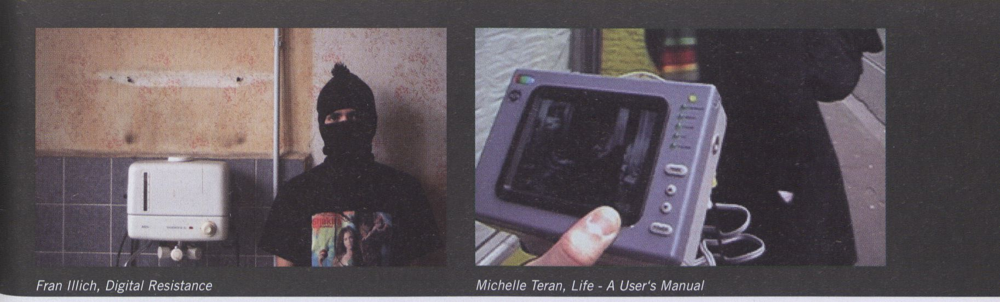 Fran Illich, Digital Resistance
Michelle Teran, Life - A User's Manual